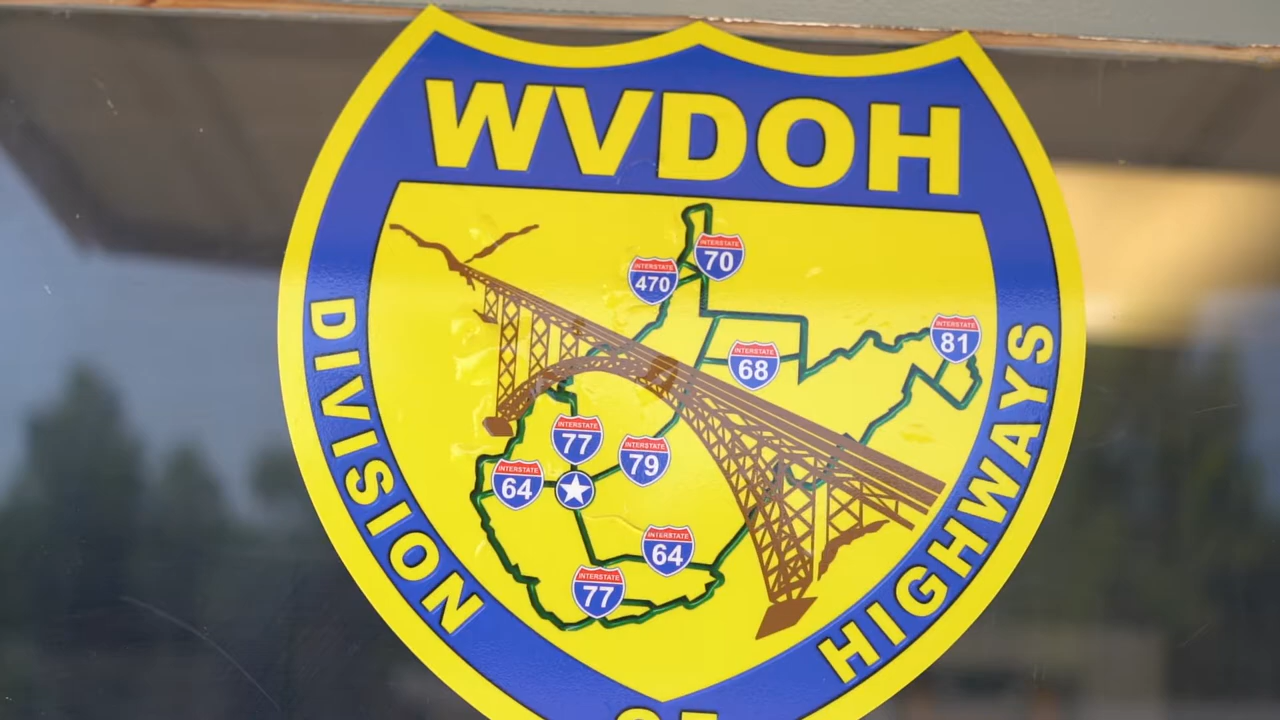 WVDOH
DIVISION
OF
HIGHWAYS
INTERSTATE
70
INTERSTATE
470
INTERSTATE
81
INTERSTATE
68
INTERSTATE
77
INTERSTATE
79
INTERSTATE
64
INTERSTATE
64
INTERSTATE
77